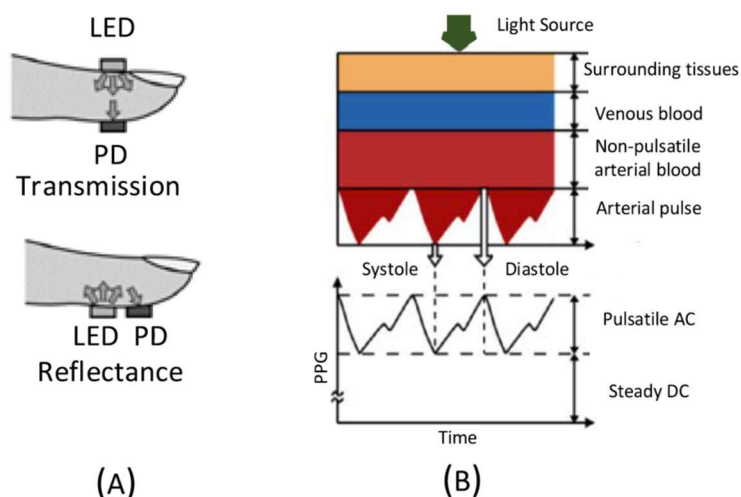 LED
PD
Transmission
LED PD
Reflectance
(A)
Light Source
Surrounding tissues
Venous blood
Non-pulsatile
arterial blood
Arterial pulse
Systole
Diastole
Pulsatile AC
PPG
Steady DC
Time
(B)